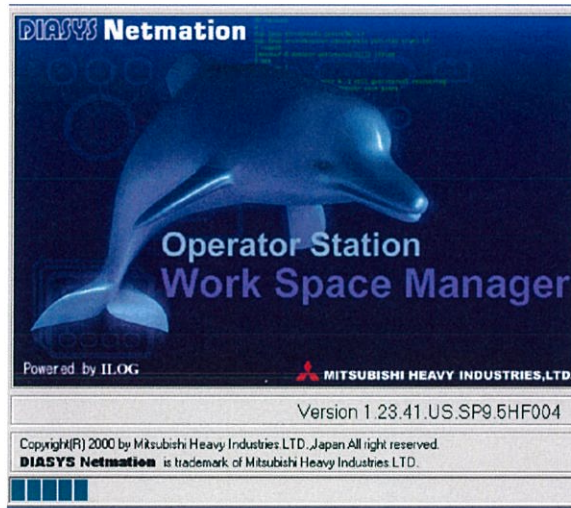 DIASYS Netmation
Operator Station
Work Space Manager
Powered by ILOG
MITSUBISHI HEAVY INDUSTRIES,LTD
Version 1.23.41.US.SP9.5HF004
Copyright(R) 2000 by Mitsubishi Heavy Industries.LTD.,Japan.All right reserved.
DIASYS Netmation is trademark of Mitsubishi Heavy Industries.LTD.